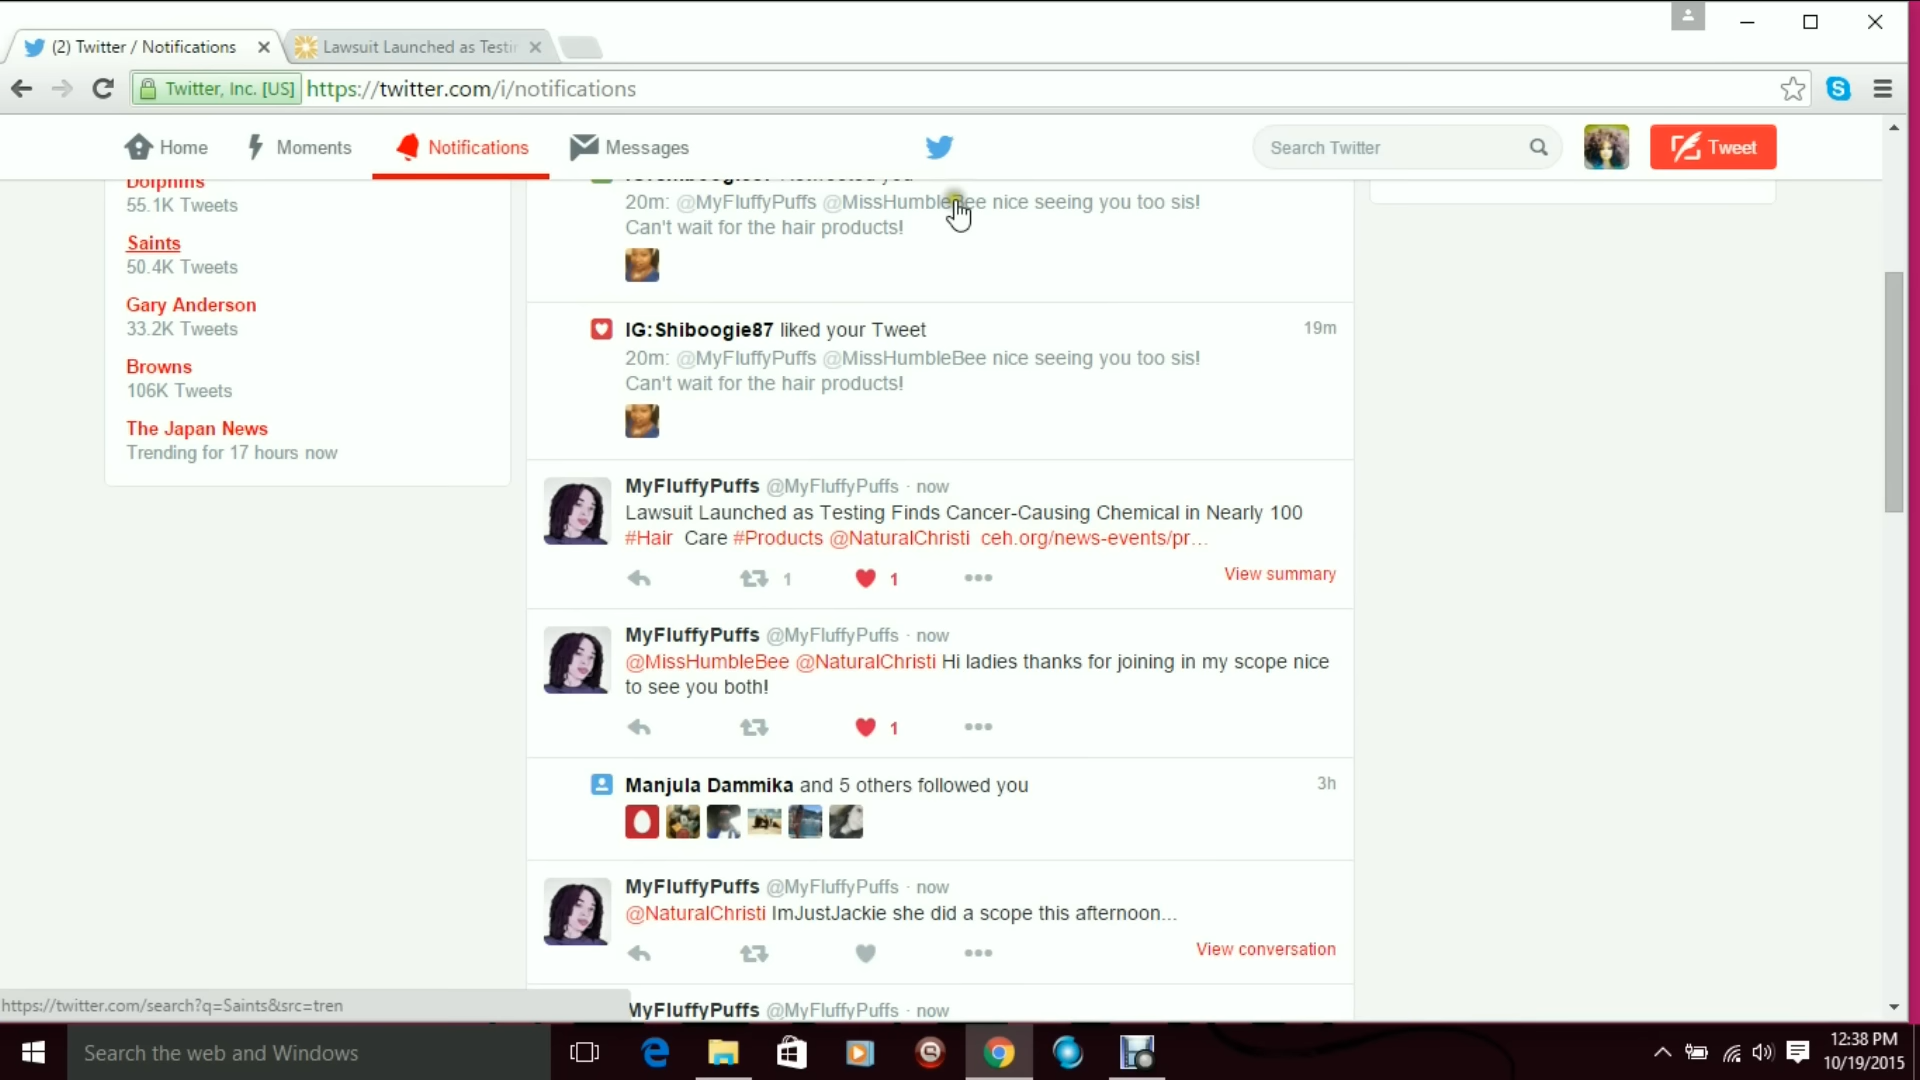 (2) Twitter / Notifications
Lawsuit Launched as Testin
Twitter, Inc. [US] https://twitter.com/i/notifications
Home
Moments
Notifications
Messages
Search Twitter
Tweet
Dolphins
55.1K Tweets
Saints
50.4K Tweets
Gary Anderson
33.2K Tweets
Browns
106K Tweets
The Japan News
Trending for 17 hours now
20m: @MyFluffyPuffs @MissHumbleBee nice seeing you too sis!
Can't wait for the hair products!
IG:Shiboogie87 liked your Tweet
19m
20m: @MyFluffyPuffs @MissHumbleBee nice seeing you too sis!
Can't wait for the hair products!
MyFluffyPuffs @MyFluffyPuffs · now
Lawsuit Launched as Testing Finds Cancer-Causing Chemical in Nearly 100
#Hair Care #Products @NaturalChristi ceh.org/news-events/pr…
1
1
View summary
MyFluffyPuffs @MyFluffyPuffs · now
@MissHumbleBee @NaturalChristi Hi ladies thanks for joining in my scope nice
to see you both!
1
Manjula Dammika and 5 others followed you
3h
MyFluffyPuffs @MyFluffyPuffs · now
@NaturalChristi ImJustJackie she did a scope this afternoon...
View conversation
MyFluffyPuffs @MyFluffyPuffs · now
https://twitter.com/search?q=Saints&src=tren
Search the web and Windows
12:38 PM
10/19/2015